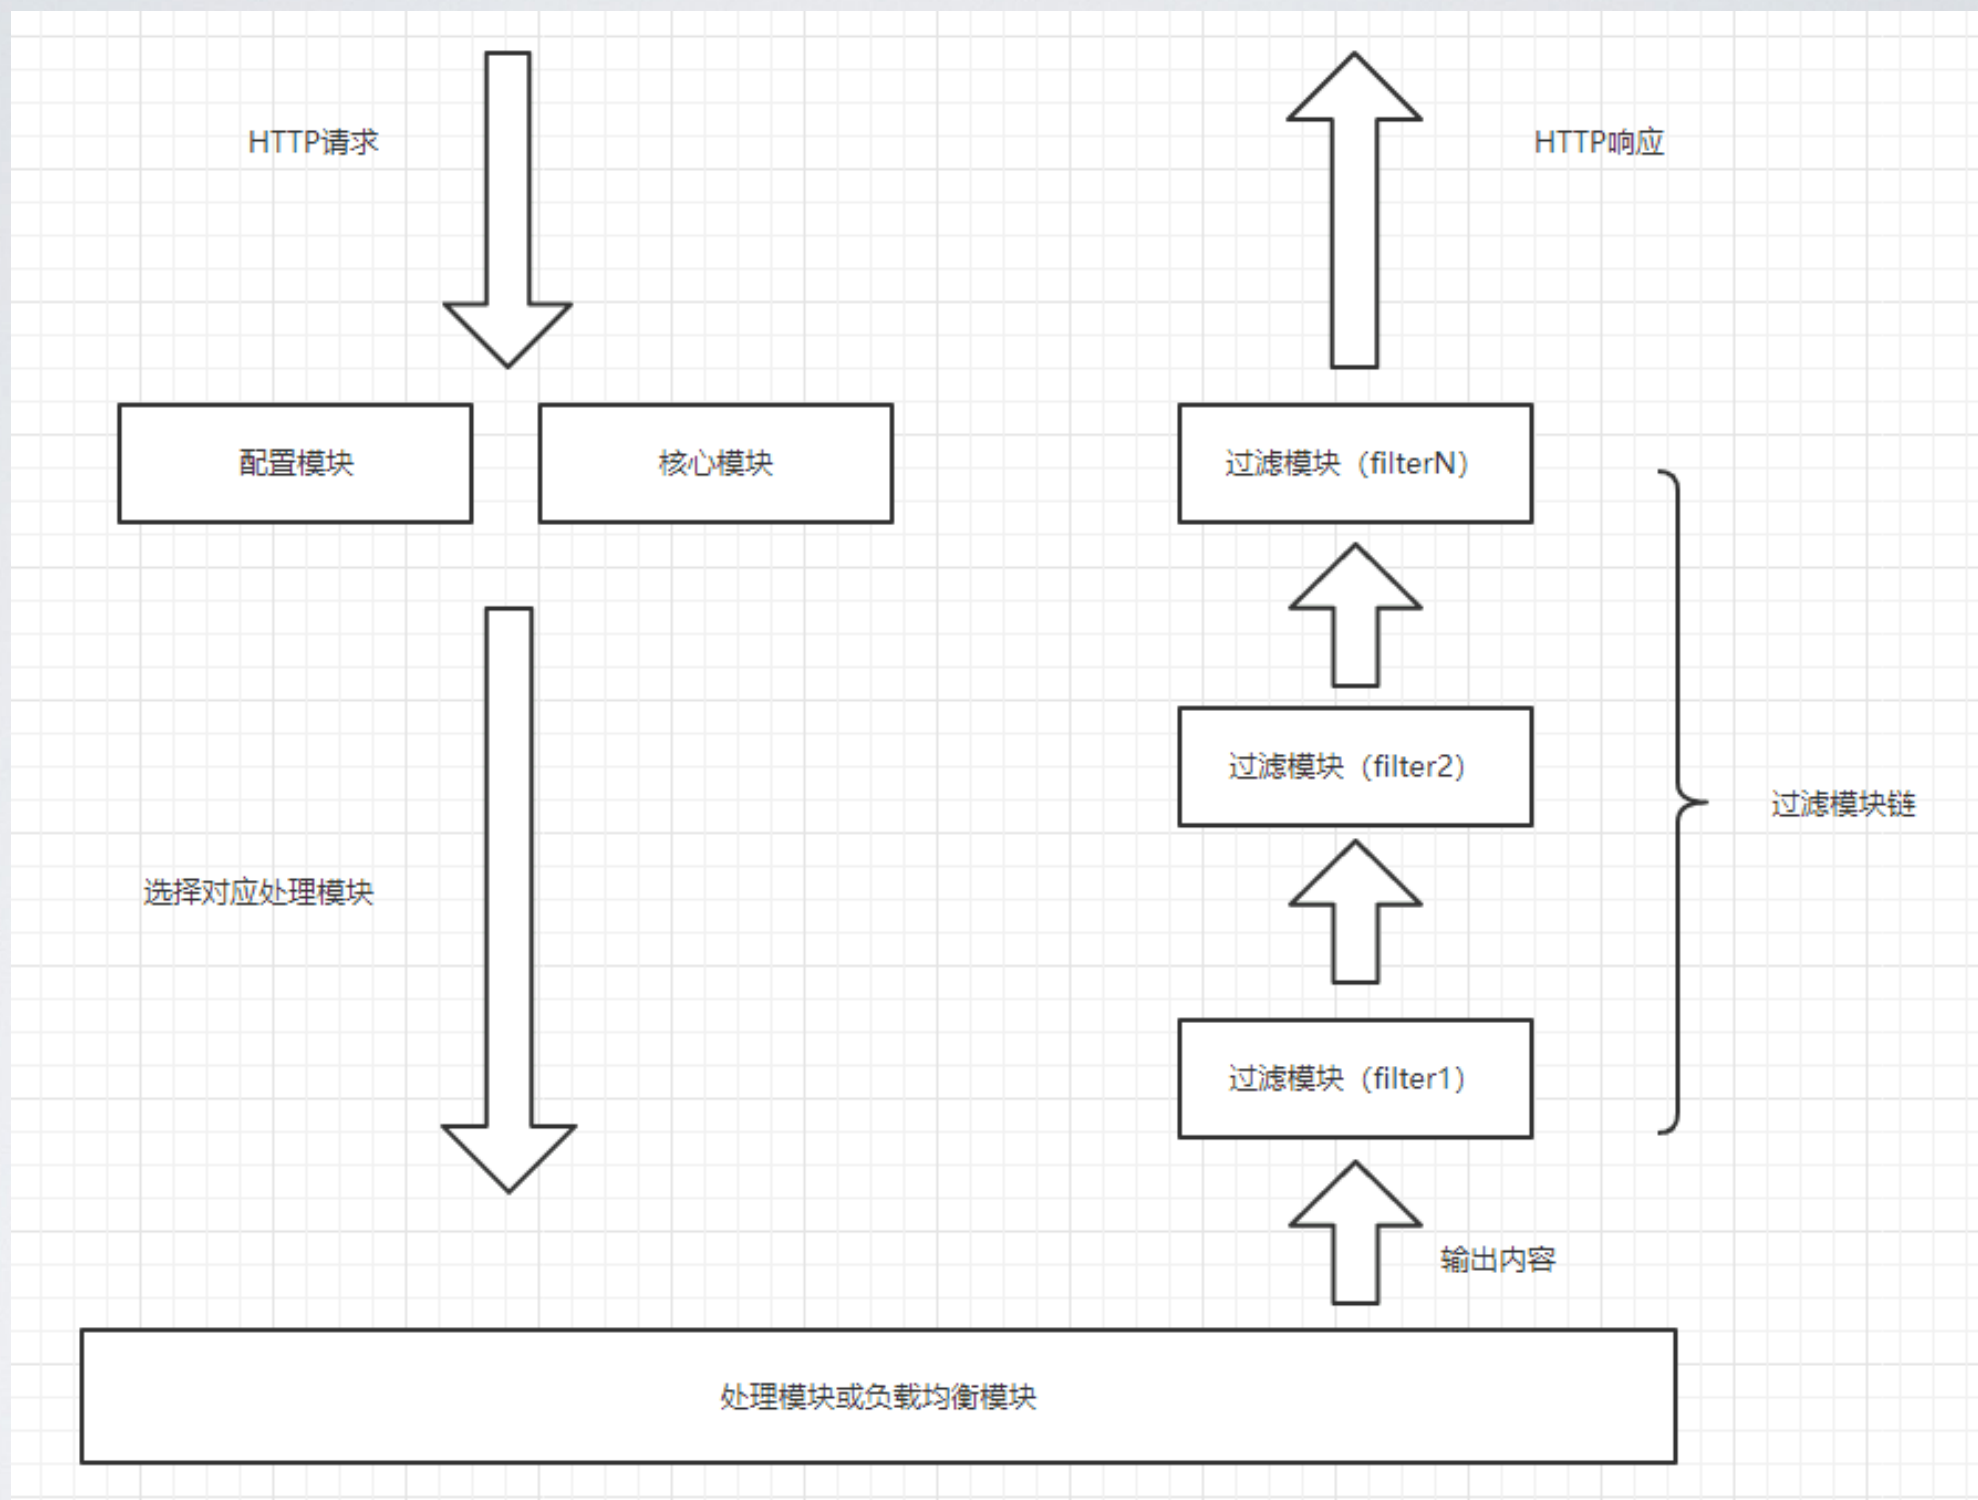 HTTP请求
HTTP响应
配置模块
核心模块
过滤模块（filterN）
过滤模块（filter2）
过滤模块链
选择对应处理模块
过滤模块（filter1）
输出内容
处理模块或负载均衡模块